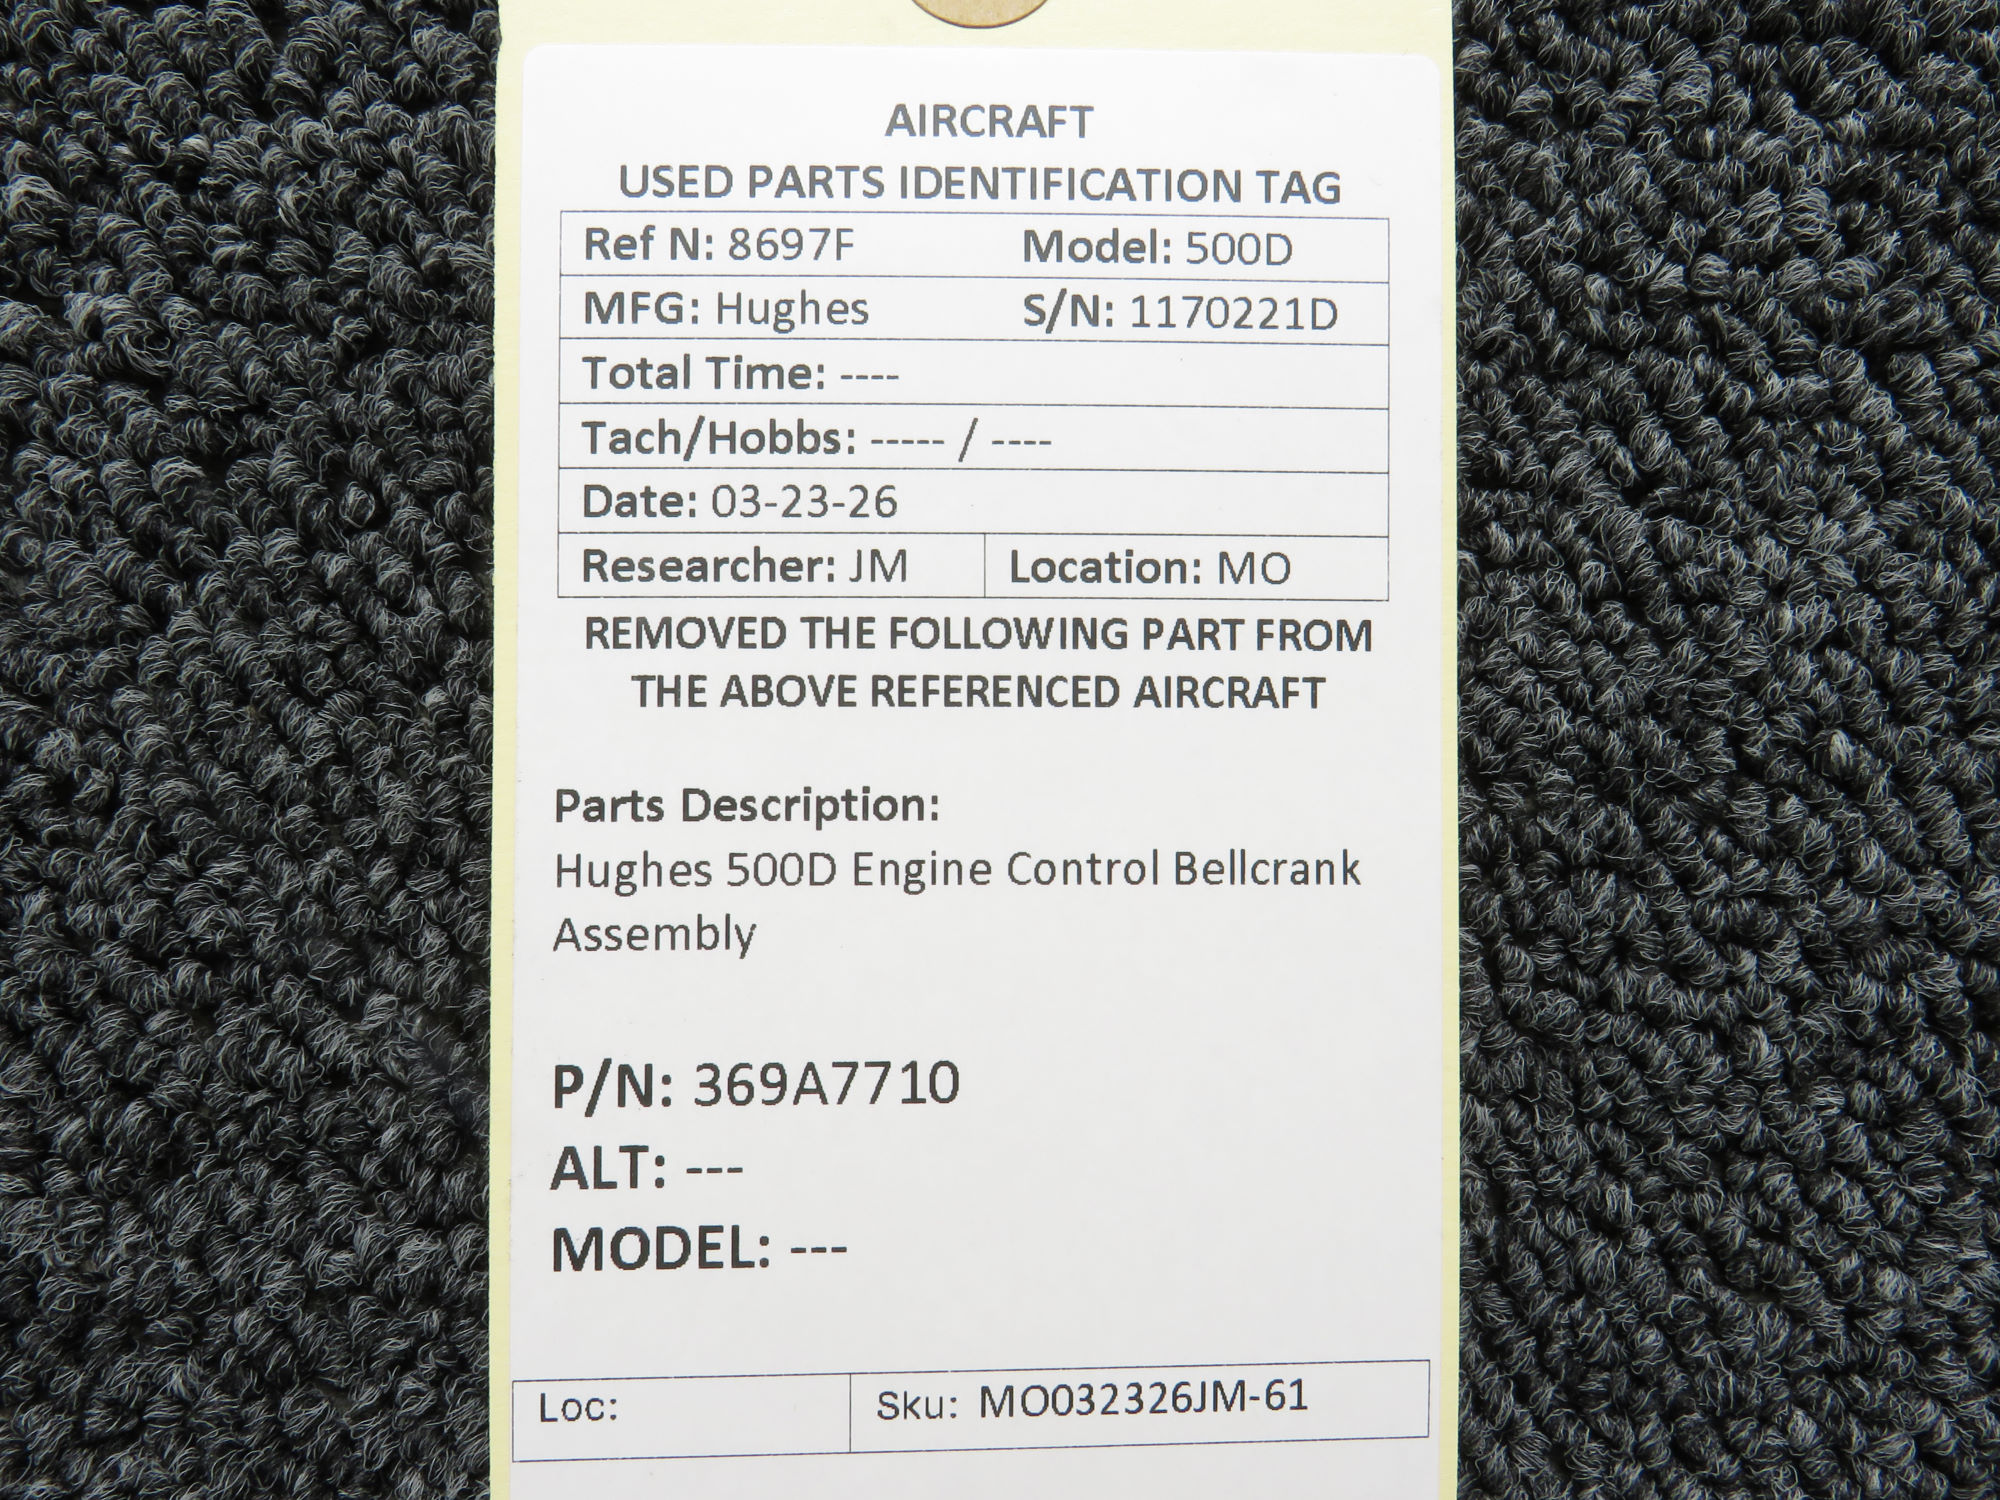 AIRCRAFT
USED PARTS IDENTIFICATION TAG
Ref N: 8697F Model: 500D
MFG: Hughes S/N: 1170221D
Total Time: ----
Tach/Hobbs: ----- / ----
Date: 03-23-26
Researcher: JM Location: MO
REMOVED THE FOLLOWING PART FROM
THE ABOVE REFERENCED AIRCRAFT
Parts Description:
Hughes 500D Engine Control Bellcrank
Assembly
P/N: 369A7710
ALT: ---
MODEL: ---
Loc: Sku: MO032326JM-61